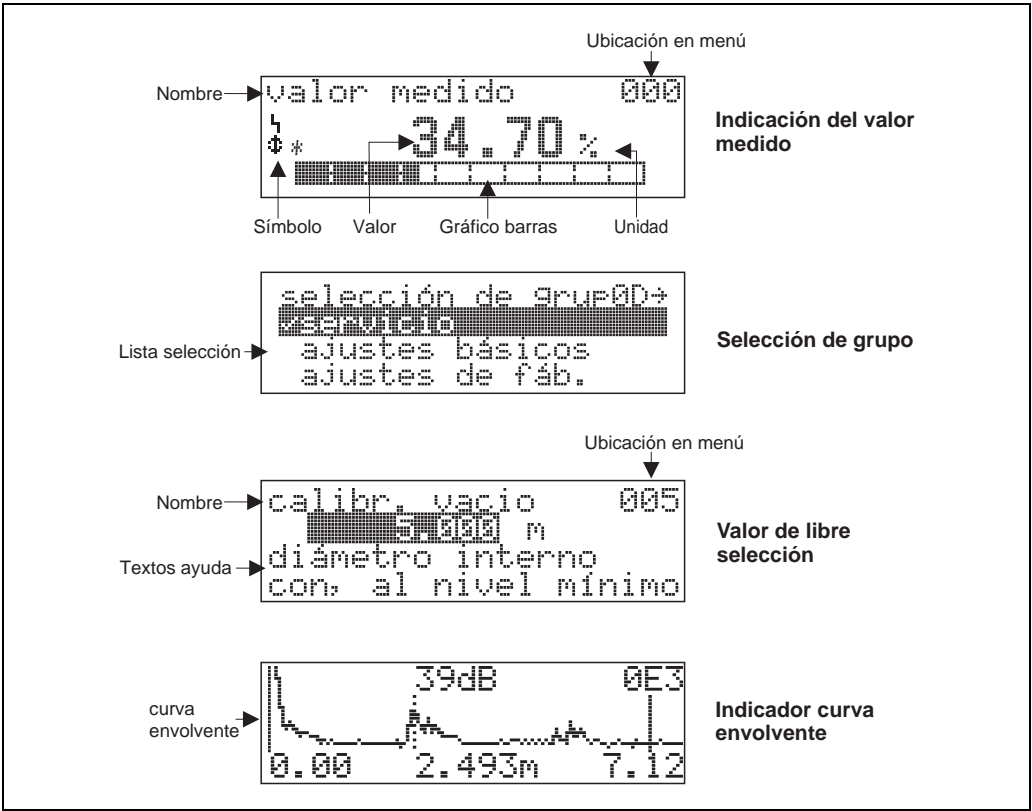 Ubicación en menú
Nombre
valor medido 000
34.70 %
Símbolo Valor Gráfico barras Unidad
Indicación del valor
medido
selección de grup0D→
✓servicio
ajustes básicos
ajustes de fáb.
Lista selección
Selección de grupo
Ubicación en menú
Nombre
calibr. vacio 005
5.000 m
diámetro interno
con, al nivel mínimo
Textos ayuda
Valor de libre
selección
39dB 0E3
curva
envolvente
0.00 2.493m 7.12
Indicador curva
envolvente